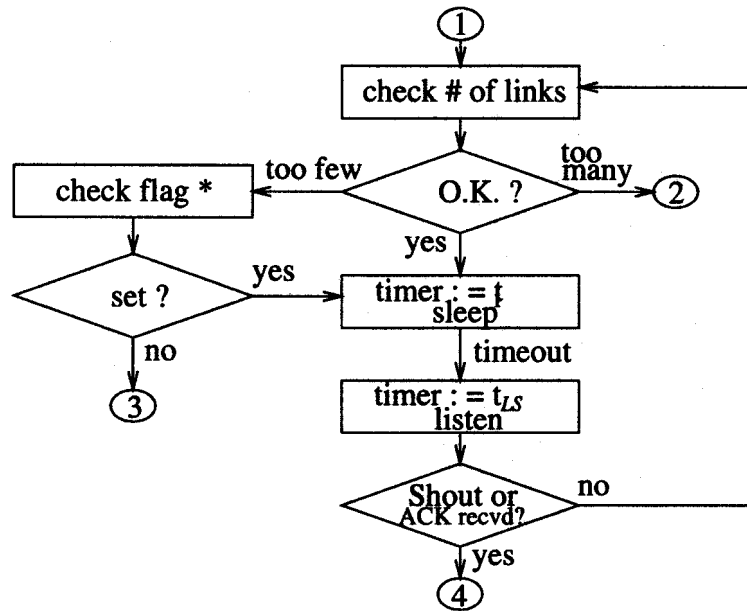 1
check # of links
too few
O.K. ?
too
many
2
check flag *
yes
set ?
yes
timer : = t
sleep
no
timeout
3
timer : = t_LS
listen
Shout or
ACK recvd?
no
yes
4